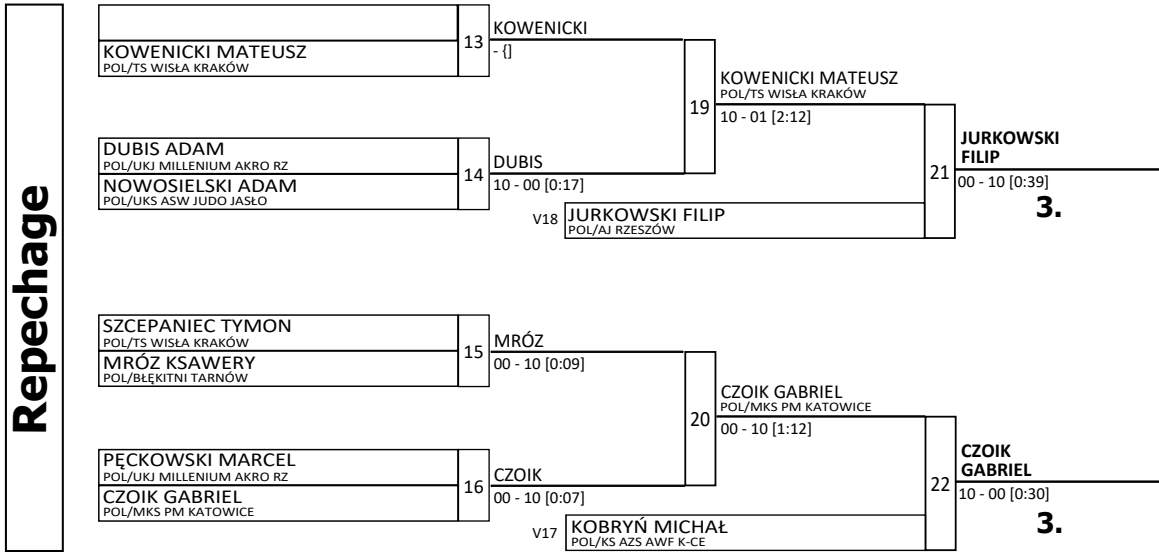 Repechage
13
KOWENICKI MATEUSZ
POL/TS WISŁA KRAKÓW
KOWENICKI
- {]
DUBIS ADAM
POL/UKJ MILLENIUM AKRO RZ
NOWOSIELSKI ADAM
POL/UKS ASW JUDO JASŁO
14
DUBIS
10 - 00 [0:17]
19
KOWENICKI MATEUSZ
POL/TS WISŁA KRAKÓW
10 - 01 [2:12]
V18
JURKOWSKI FILIP
POL/AJ RZESZÓW
21
JURKOWSKI
FILIP
00 - 10 [0:39]
3.
SZCEPANIEC TYMON
POL/TS WISŁA KRAKÓW
MRÓZ KSAWERY
POL/BŁĘKITNI TARNÓW
15
MRÓZ
00 - 10 [0:09]
PĘCKOWSKI MARCEL
POL/UKJ MILLENIUM AKRO RZ
CZOIK GABRIEL
POL/MKS PM KATOWICE
16
CZOIK
00 - 10 [0:07]
20
CZOIK GABRIEL
POL/MKS PM KATOWICE
00 - 10 [1:12]
V17
KOBRYŃ MICHAŁ
POL/KS AZS AWF K-CE
22
CZOIK
GABRIEL
10 - 00 [0:30]
3.